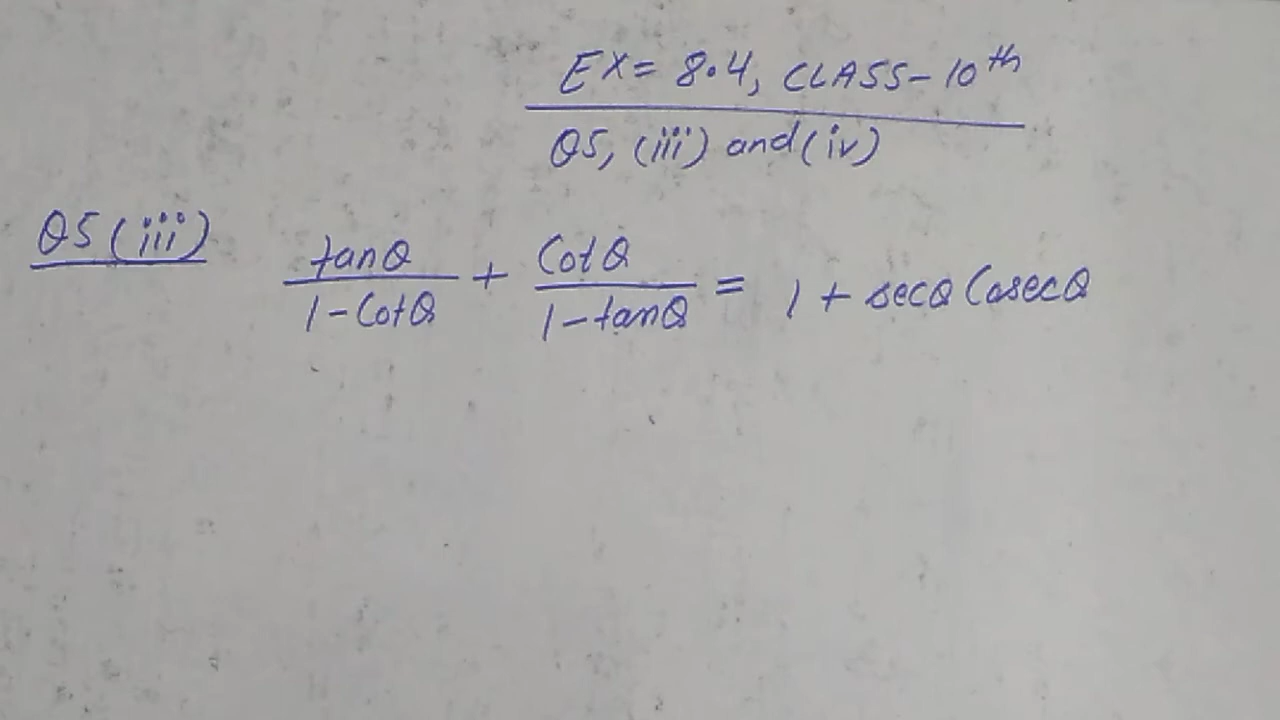 EX= 8.4, CLASS-10th
Q5, (iii) and (iv)
Q5 (iii) tanθ/(1-Cotθ) + Cotθ/(1-tanθ) = 1 + secθ Cosecθ